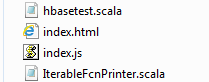 hbasetest.scala
index.html
index.js
IterableFcnPrinter.scala